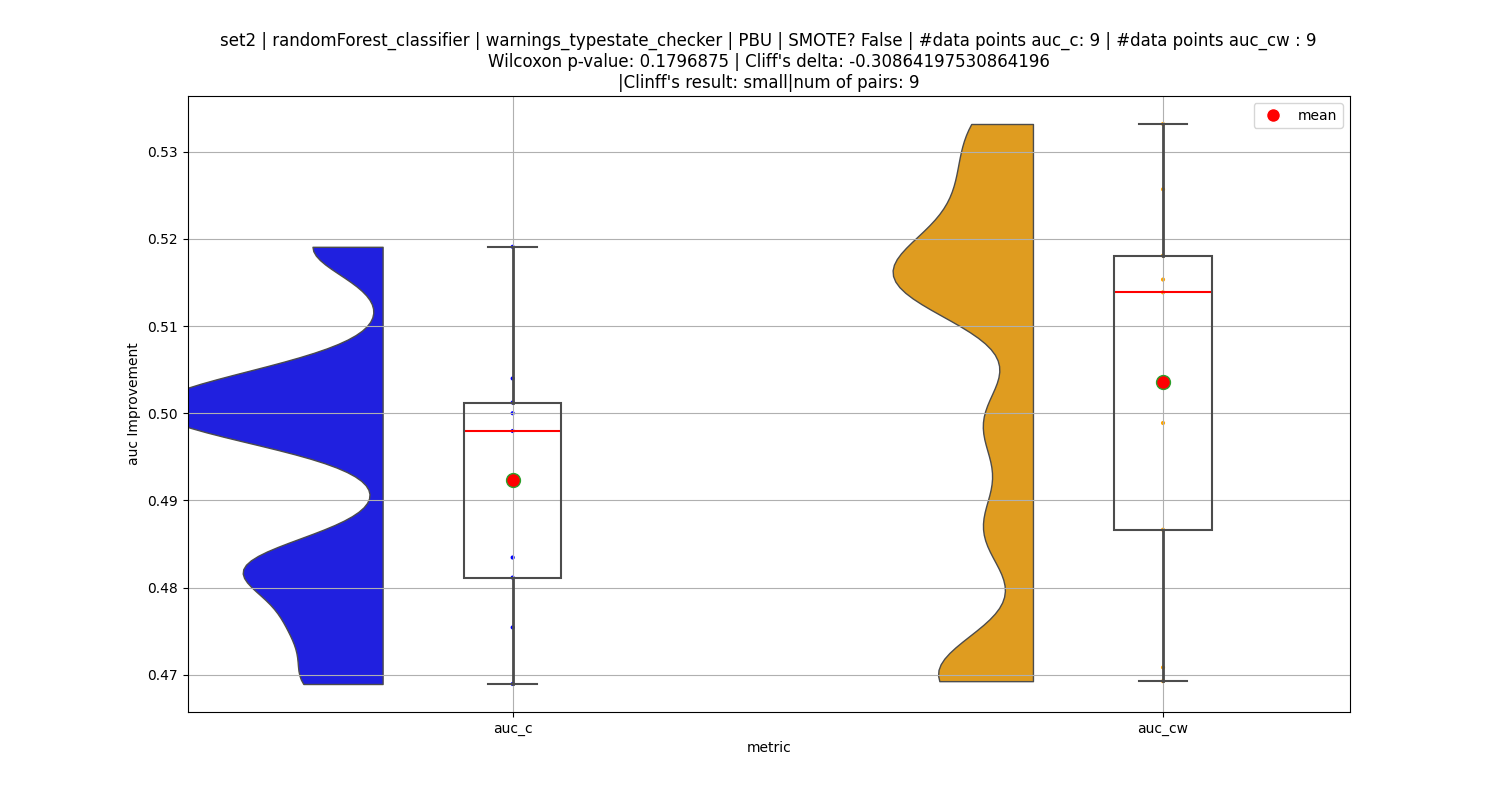 set2 | randomForest_classifier | warnings_typestate_checker | PBU | SMOTE? False | #data points auc_c: 9 | #data points auc_cw : 9
Wilcoxon p-value: 0.1796875 | Cliff's delta: -0.30864197530864196
|Clinff's result: small|num of pairs: 9
mean
0.53
0.52
0.51
0.50
0.49
0.48
0.47
auc Improvement
auc_c
auc_cw
metric